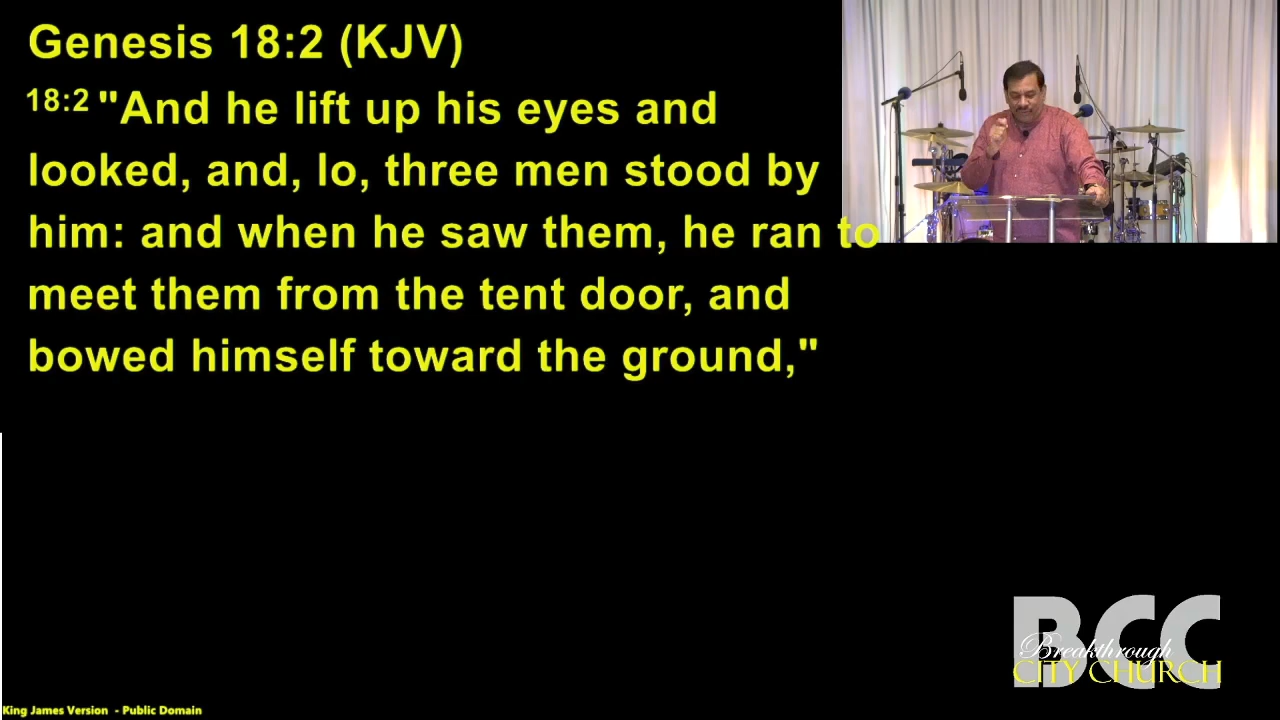 Genesis 18:2 (KJV)
18:2 "And he lift up his eyes and
looked, and, lo, three men stood by
him: and when he saw them, he ran to
meet them from the tent door, and
bowed himself toward the ground,"
BCC
Breakthrough
CITY CHURCH
King James Version - Public Domain